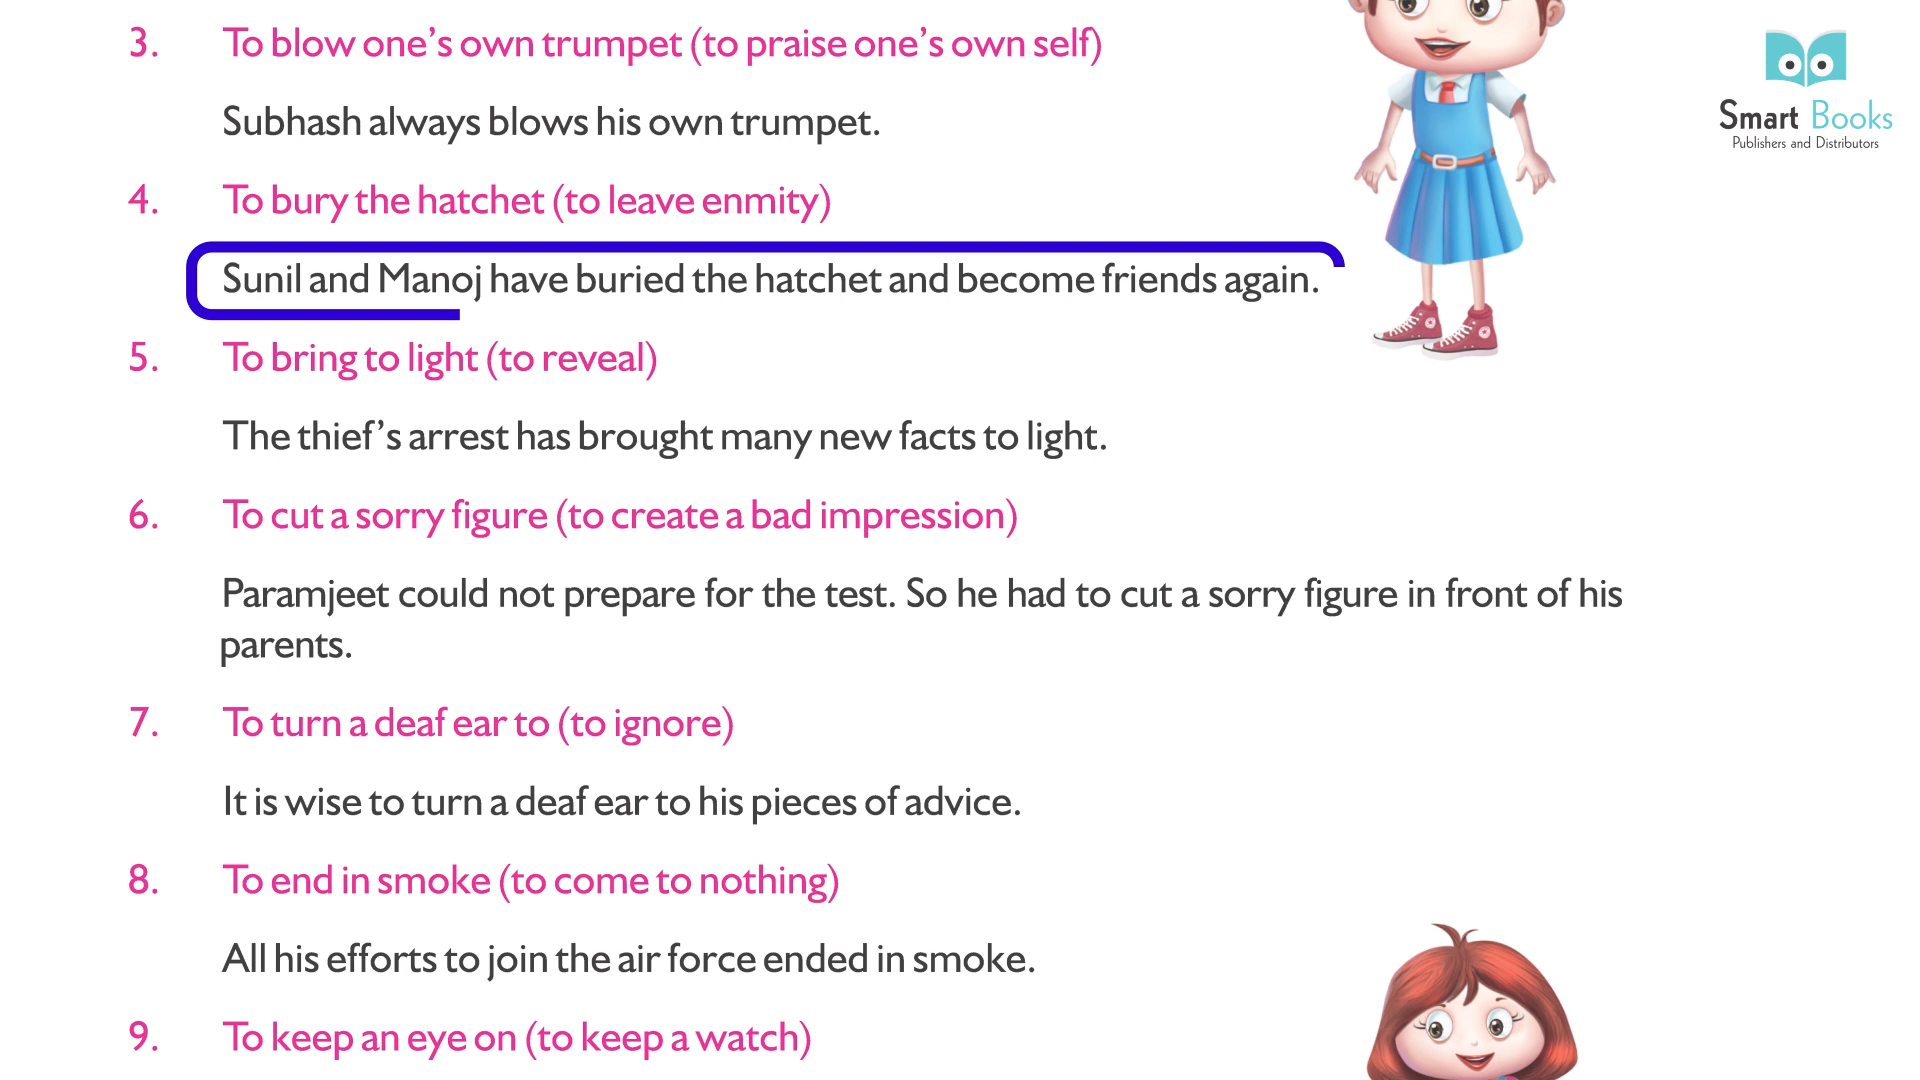 3. To blow one’s own trumpet (to praise one’s own self)
Subhash always blows his own trumpet.
4. To bury the hatchet (to leave enmity)
Sunil and Manoj have buried the hatchet and become friends again.
5. To bring to light (to reveal)
The thief’s arrest has brought many new facts to light.
6. To cut a sorry figure (to create a bad impression)
Paramjeet could not prepare for the test. So he had to cut a sorry figure in front of his
parents.
7. To turn a deaf ear to (to ignore)
It is wise to turn a deaf ear to his pieces of advice.
8. To end in smoke (to come to nothing)
All his efforts to join the air force ended in smoke.
9. To keep an eye on (to keep a watch)
Smart Books
Publishers and Distributors